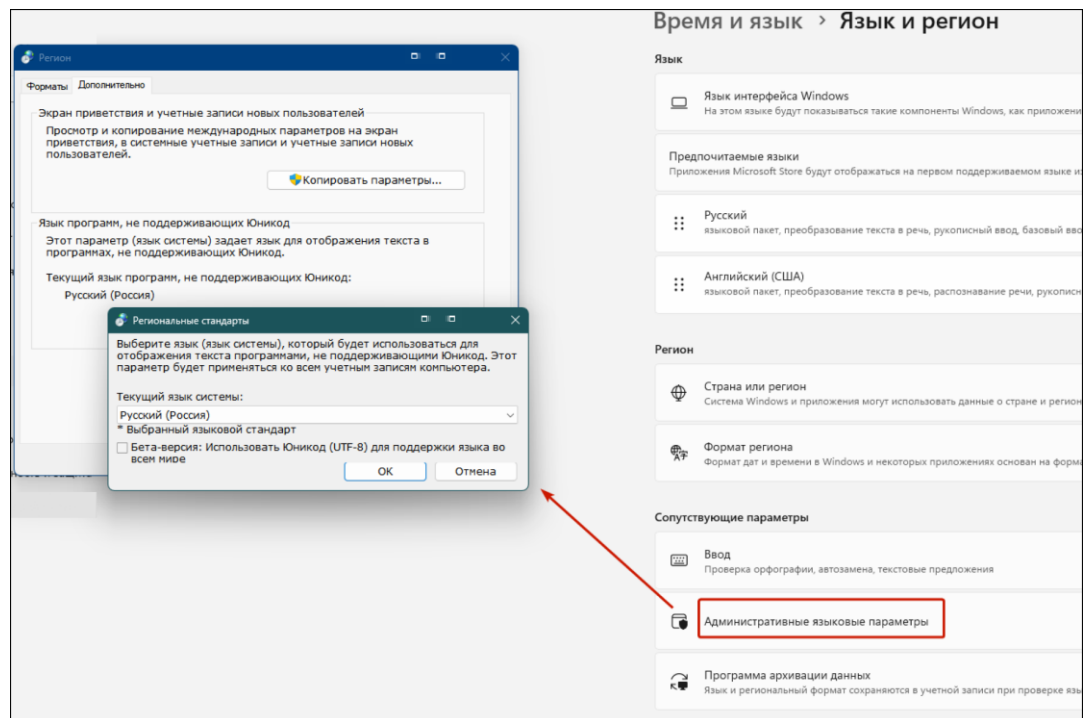 Время и язык > Язык и регион
Регион
Форматы
Дополнительно
Экран приветствия и учетные записи новых пользователей
Просмотр и копирование международных параметров на экран
приветствия, в системные учетные записи и учетные записи новых
пользователей.
Копировать параметры...
Язык программ, не поддерживающих Юникод
Этот параметр (язык системы) задает язык для отображения текста в
программах, не поддерживающих Юникод.
Текущий язык программ, не поддерживающих Юникод:
Русский (Россия)
Региональные стандарты
Выберите язык (язык системы), который будет использоваться для
отображения текста программами, не поддерживающими Юникод. Этот
параметр будет применяться ко всем учетным записям компьютера.
Текущий язык системы:
Русский (Россия)
* Выбранный языковой стандарт
Бета-версия: Использовать Юникод (UTF-8) для поддержки языка во
всем мире
ОК
Отмена
Язык
Язык интерфейса Windows
На этом языке будут показываться такие компоненты Windows, как
Предпочитаемые языки
Приложения Microsoft Store будут отображаться на первом поддерживаемом языке
Русский
языковой пакет, преобразование текста в речь, рукописный ввод, базовый
Английский (США)
языковой пакет, преобразование текста в речь, распознавание речи,
Регион
Страна или регион
Система Windows и приложения могут использовать данные о стране и
Формат региона
Формат дат и времени в Windows и некоторых приложениях основан на
Сопутствующие параметры
Ввод
Проверка орфографии, автозамена, текстовые предложения
Административные языковые параметры
Программа архивации данных
Язык и региональный формат сохраняются в учетной записи при проверке